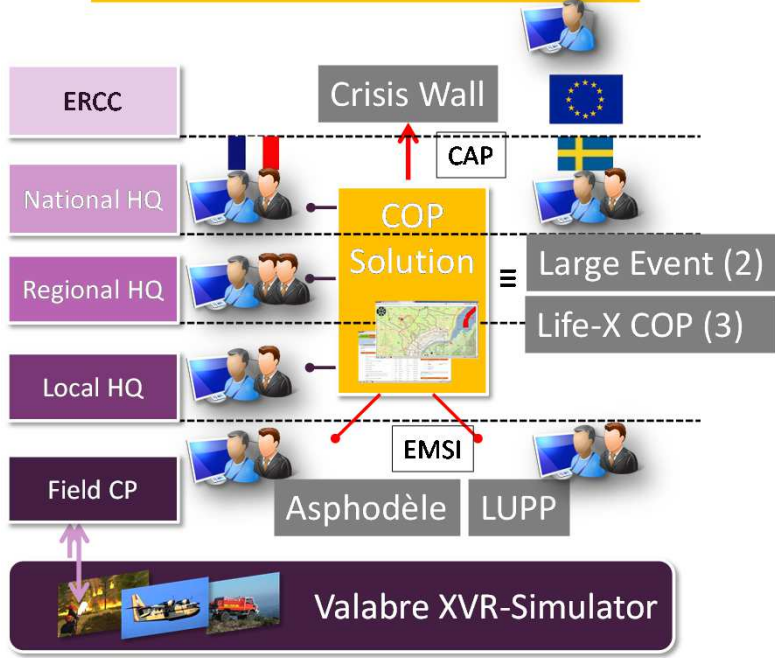 ERCC
Crisis Wall
CAP
National HQ
COP
Solution
Regional HQ
≡
Large Event (2)
Life-X COP (3)
Local HQ
EMSI
Field CP
Asphodèle
LUPP
Valabre XVR-Simulator